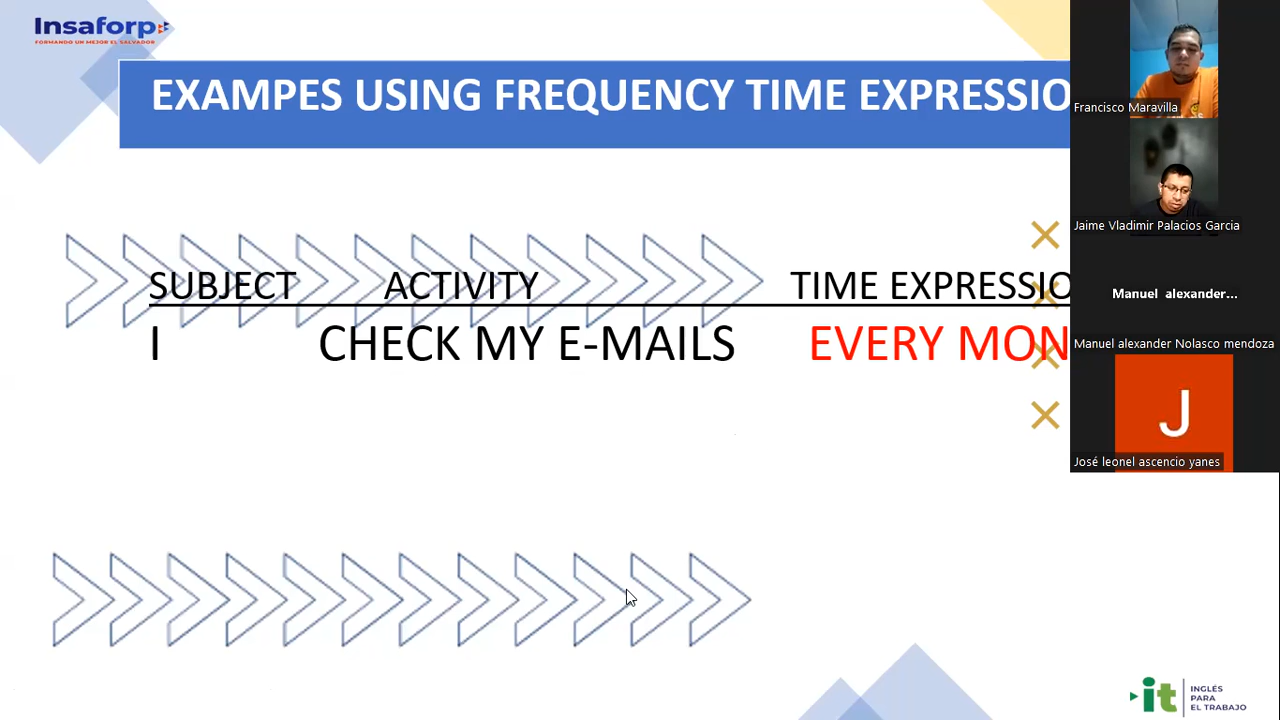 Insaforp
FORMANDO UN MEJOR EL SALVADOR
EXAMPES USING FREQUENCY TIME EXPRESSIO
SUBJECT ACTIVITY TIME EXPRESSIO
I CHECK MY E-MAILS EVERY MON
Francisco Maravilla
Jaime Vladimir Palacios Garcia
Manuel alexander...
Manuel alexander Nolasco mendoza
J
José leonel ascencio yanes
it
INGLÉS
PARA
EL TRABAJO